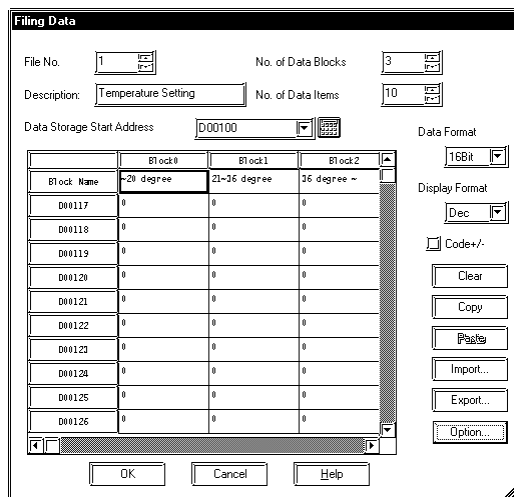 Filing Data
File No. 1 No. of Data Blocks 3
Description: Temperature Setting No. of Data Items 10
Data Storage Start Address D00100
Data Format
16Bit
Display Format
Dec
Code+/-
Block0 Block1 Block2
Block Name ~20 degree 21~36 degree 36 degree ~
D00117 0 0 0
D00118 0 0 0
D00119 0 0 0
D00120 0 0 0
D00121 0 0 0
D00122 0 0 0
D00123 0 0 0
D00124 0 0 0
D00125 0 0 0
D00126 0 0 0
Clear
Copy
Paste
Import...
Export...
Option...
OK Cancel Help